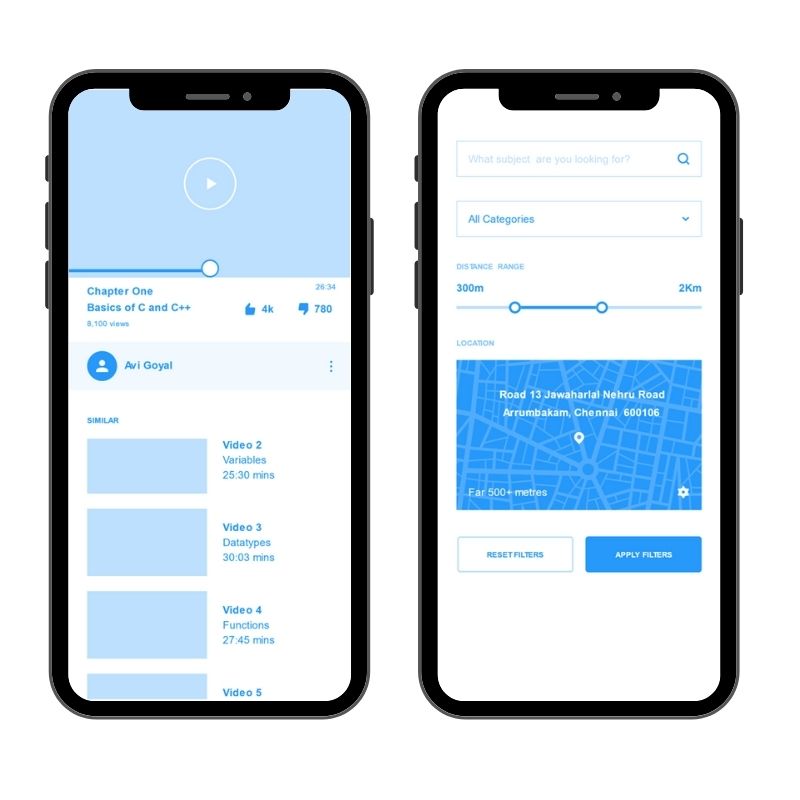 26:34
Chapter One
Basics of C and C++
4k
780
8,100 views
Avi Goyal
SIMILAR
Video 2
Variables
25:30 mins
Video 3
Datatypes
30:03 mins
Video 4
Functions
27:45 mins
Video 5
What subject are you looking for?
All Categories
DISTANCE RANGE
300m
2Km
LOCATION
Road 13 Jawaharlal Nehru Road
Arrumbakam, Chennai 600106
Far 500+ metres
RESET FILTERS
APPLY FILTERS